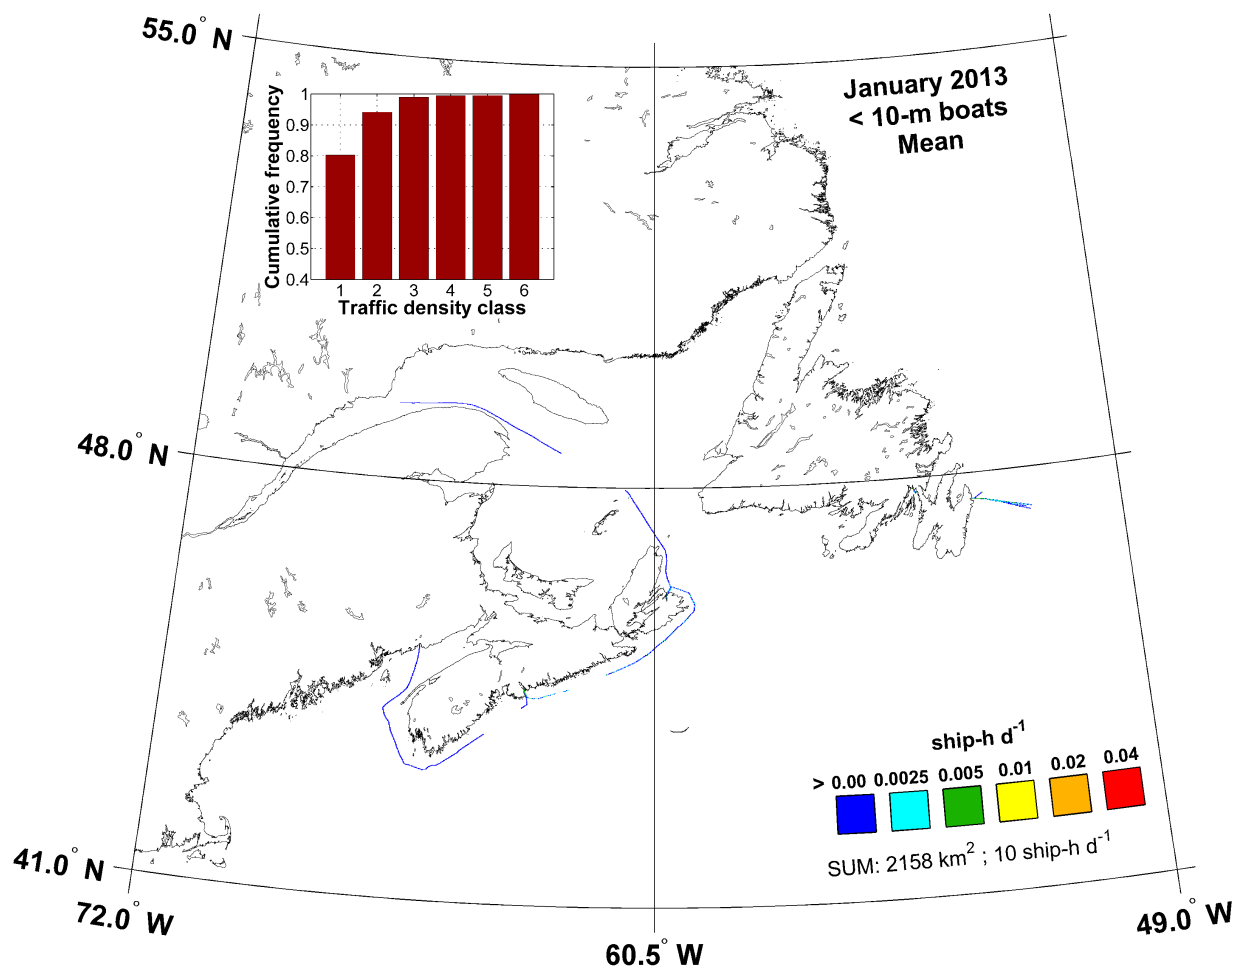 55.0° N
January 2013
< 10-m boats
Mean
Cumulative frequency
1
0.9
0.8
0.7
0.6
0.5
0.4
1 2 3 4 5 6
Traffic density class
48.0° N
ship-h d⁻¹
> 0.00 0.0025 0.005 0.01 0.02 0.04
SUM: 2158 km² ; 10 ship-h d⁻¹
41.0° N
72.0° W
60.5° W
49.0° W